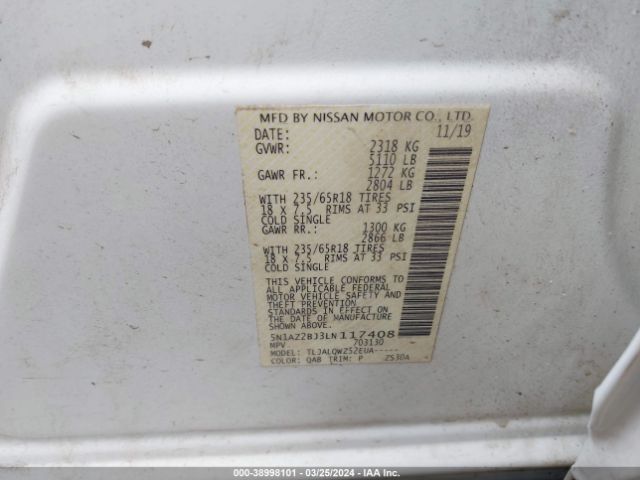 MFD BY NISSAN MOTOR CO., LTD.
DATE: 11/19
GVWR: 2318 KG
5110 LB
GAWR FR.: 1272 KG
2804 LB
WITH 235/65R18 TIRES
18 X 7.5 RIMS AT 33 PSI
COLD SINGLE
GAWR RR.: 1300 KG
2866 LB
WITH 235/65R18 TIRES
18 X 7.5 RIMS AT 33 PSI
COLD SINGLE
THIS VEHICLE CONFORMS TO
ALL APPLICABLE FEDERAL
MOTOR VEHICLE SAFETY AND
THEFT PREVENTION
STANDARDS IN EFFECT ON
THE DATE OF MANUFACTURE
SHOWN ABOVE.
5N1AZ2BJ3LN117408
MPV 703130
MODEL: TLJALQWZ52EUA-----
COLOR: QAB TRIM: P ZS30A
000-38998101 - 03/25/2024 - IAA Inc.